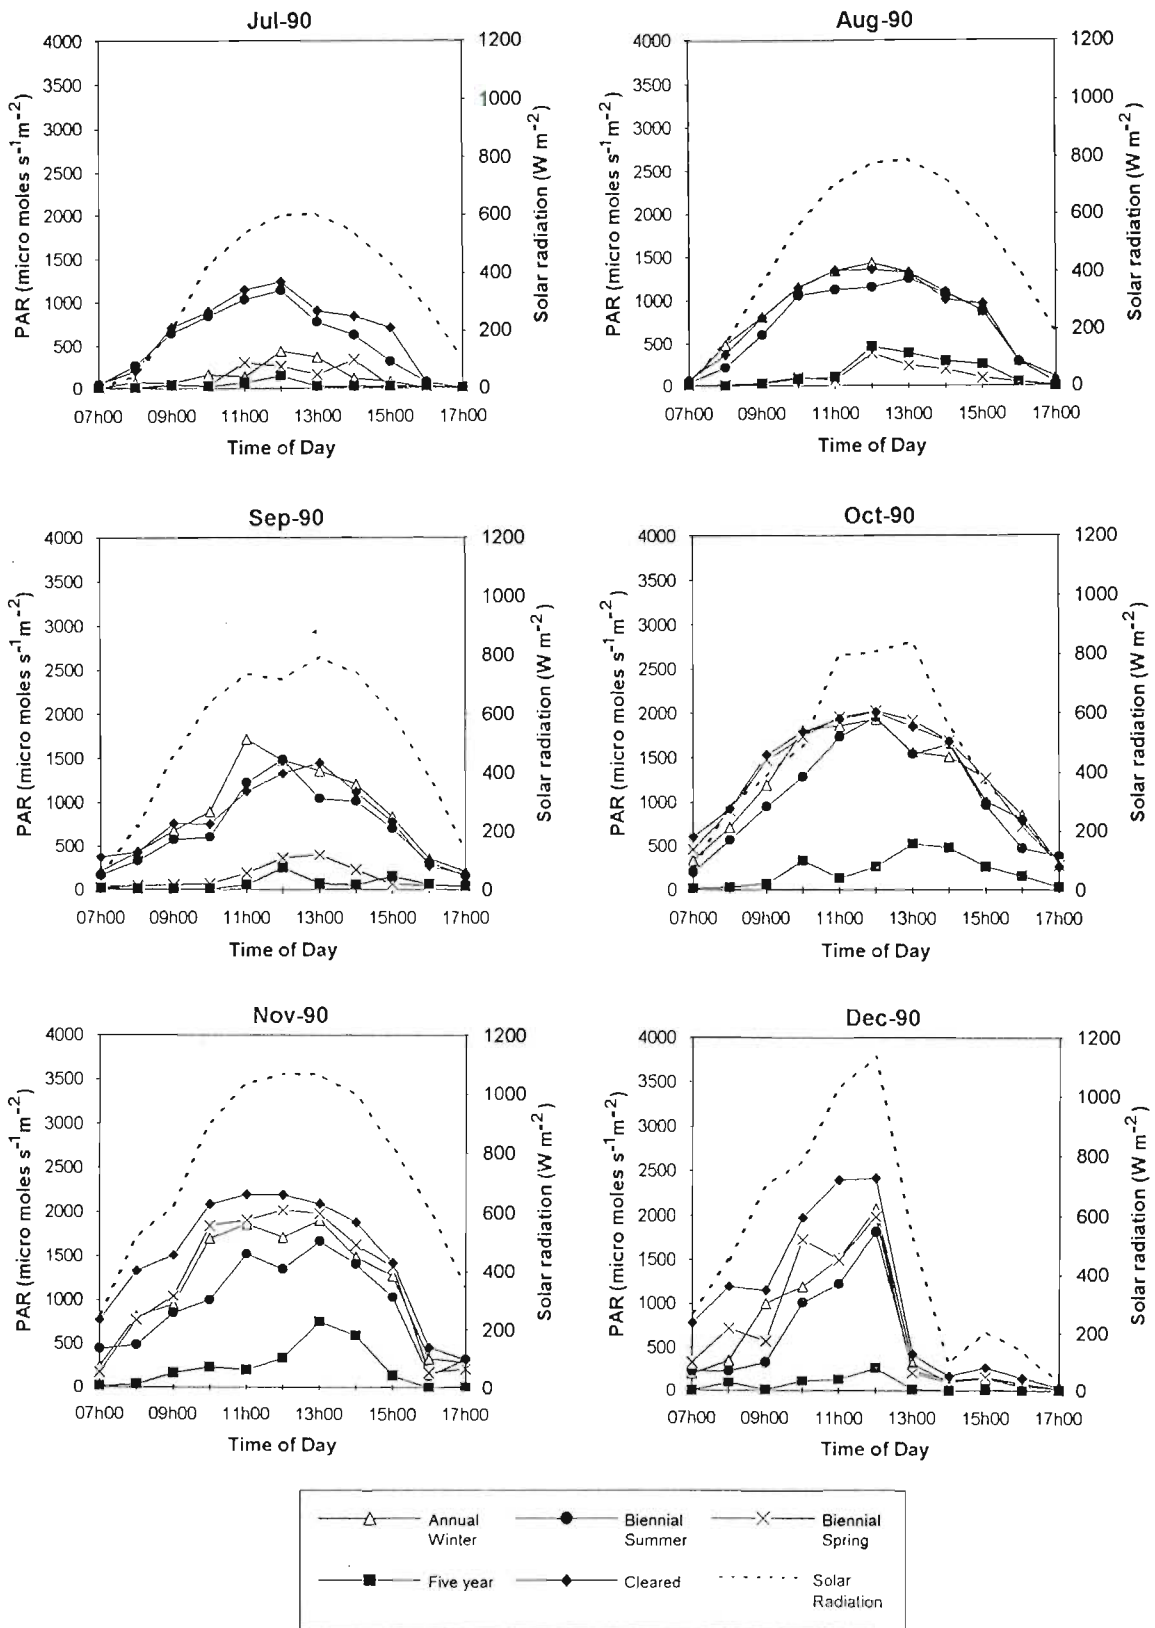 Jul-90
4000
3500
3000
2500
2000
1500
1000
500
0
PAR (micro moles s⁻¹m⁻²)
1200
1000
800
600
400
200
0
Solar radiation (W m⁻²)
07h00 09h00 11h00 13h00 15h00 17h00
Time of Day
Aug-90
4000
3500
3000
2500
2000
1500
1000
500
0
PAR (micro moles s⁻¹m⁻²)
1200
1000
800
600
400
200
0
Solar radiation (W m⁻²)
07h00 09h00 11h00 13h00 15h00 17h00
Time of Day
Sep-90
4000
3500
3000
2500
2000
1500
1000
500
0
PAR (micro moles s⁻¹m⁻²)
1200
1000
800
600
400
200
0
Solar radiation (W m⁻²)
07h00 09h00 11h00 13h00 15h00 17h00
Time of Day
Oct-90
4000
3500
3000
2500
2000
1500
1000
500
0
PAR (micro moles s⁻¹m⁻²)
1200
1000
800
600
400
200
0
Solar radiation (W m⁻²)
07h00 09h00 11h00 13h00 15h00 17h00
Time of Day
Nov-90
4000
3500
3000
2500
2000
1500
1000
500
0
PAR (micro moles s⁻¹m⁻²)
1200
1000
800
600
400
200
0
Solar radiation (W m⁻²)
07h00 09h00 11h00 13h00 15h00 17h00
Time of Day
Dec-90
4000
3500
3000
2500
2000
1500
1000
500
0
PAR (micro moles s⁻¹m⁻²)
1200
1000
800
600
400
200
0
Solar radiation (W m⁻²)
07h00 09h00 11h00 13h00 15h00 17h00
Time of Day
Annual
Winter
Biennial
Summer
Biennial
Spring
Five year
Cleared
Solar
Radiation